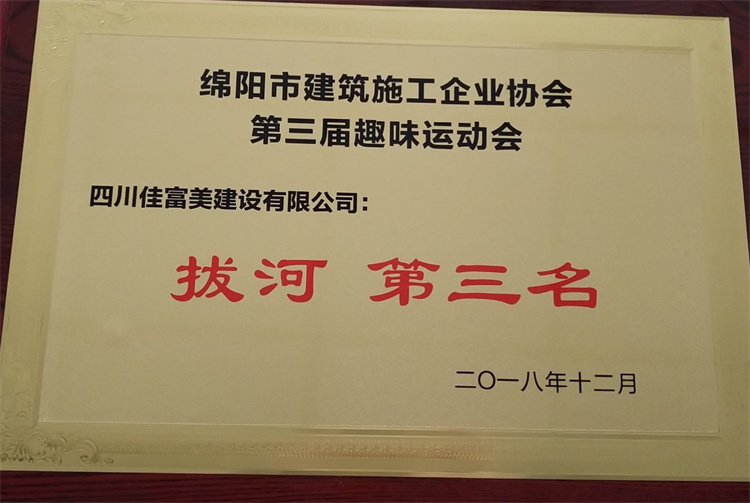 绵阳市建筑施工企业协会
第三届趣味运动会
四川佳富美建设有限公司：
拔河 第三名
二〇一八年十二月